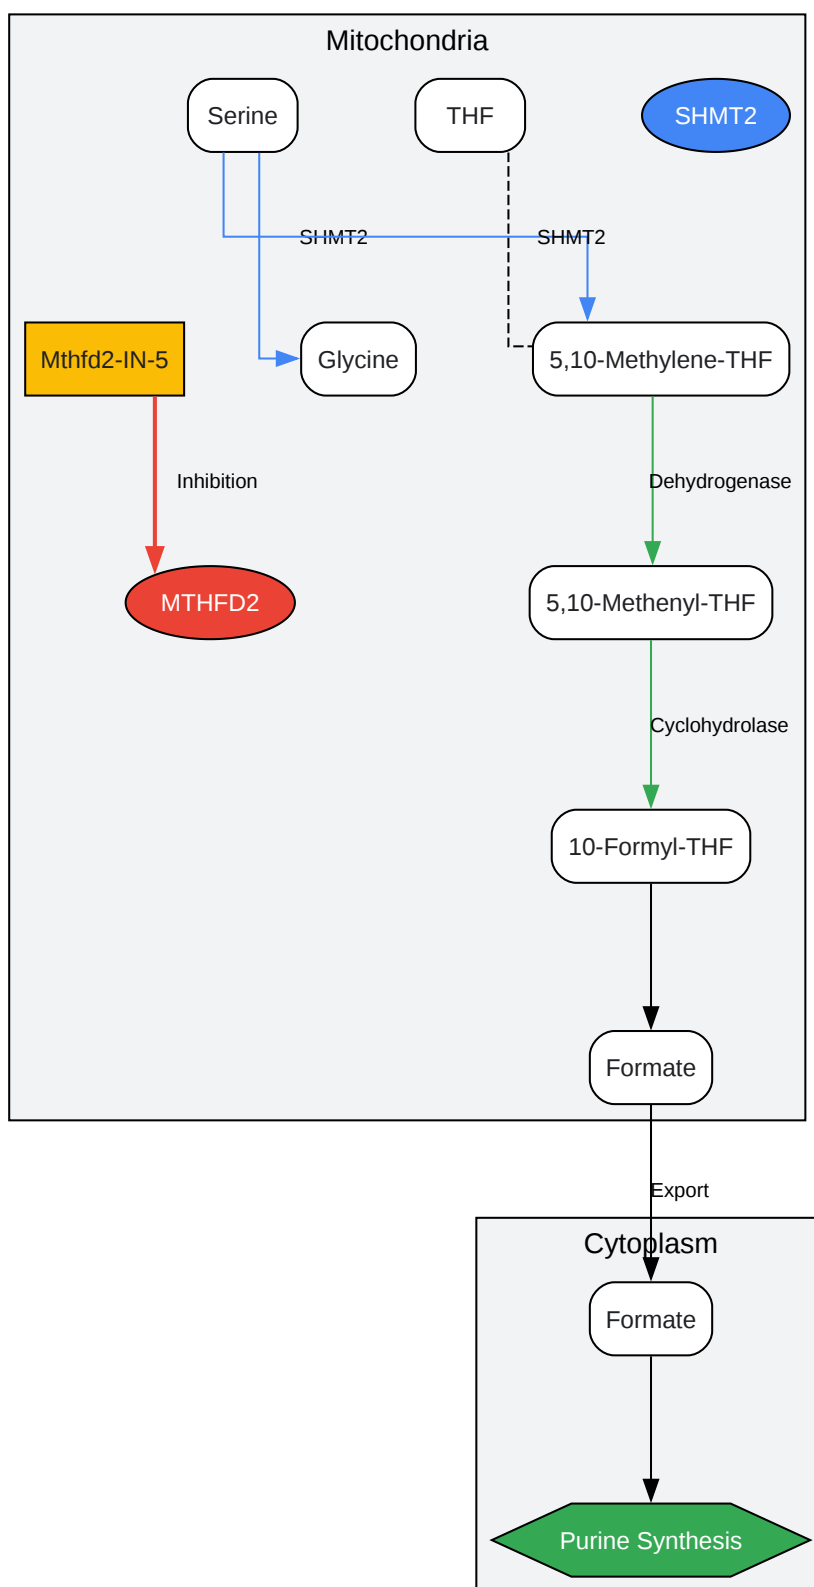 Mitochondria
Serine
THF
SHMT2
SHMT2
SHMT2
Mthfd2-IN-5
Glycine
5,10-Methylene-THF
Inhibition
Dehydrogenase
MTHFD2
5,10-Methenyl-THF
Cyclohydrolase
10-Formyl-THF
Formate
Export
Cytoplasm
Formate
Purine Synthesis